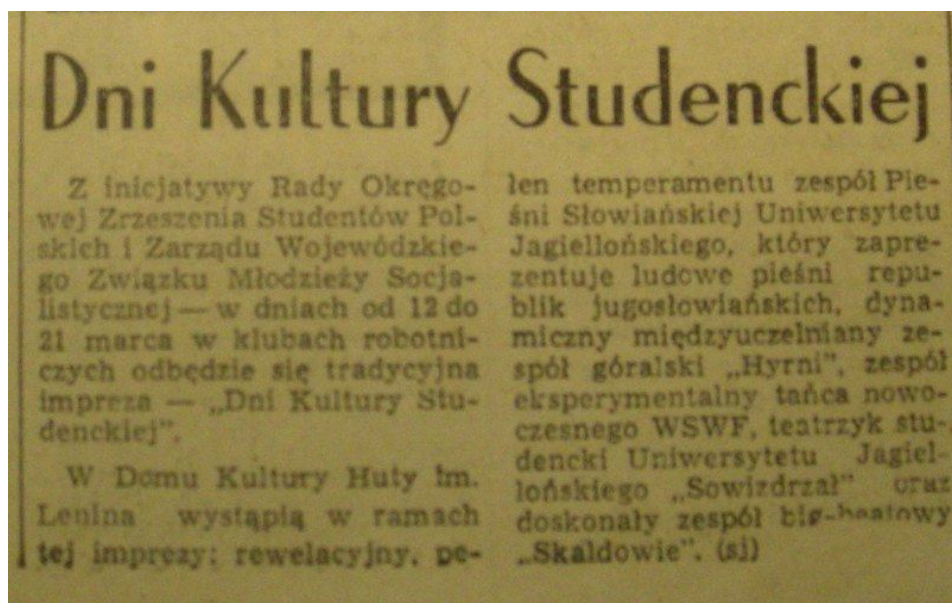 Dni Kultury Studenckiej
Z inicjatywy Rady Okręgo-
wej Zrzeszenia Studentów Pol-
skich i Zarządu Wojewódzkie-
go Związku Młodzieży Socja-
listycznej — w dniach od 12 do
21 marca w klubach robotni-
czych odbędzie się tradycyjna
impreza — „Dni Kultury Stu-
denckiej".
W Domu Kultury Huty im.
Lenina wystąpią w ramach
tej imprezy: rewelacyjny, pe-
łen temperamentu zespół Pie-
śni Słowiańskiej Uniwersytetu
Jagiellońskiego, który zapre-
zentuje ludowe pieśni repu-
blik jugosłowiańskich, dyna-
miczny międzyuczelniany ze-
spół góralski „Hyrni", zespół
eksperymentalny tańca nowo-
czesnego WSWF, teatrzyk stu-
dencki Uniwersytetu Jagiel-
lońskiego „Sowizdrzał" oraz
doskonały zespół big-beatowy
„Skaldowie". (sj)